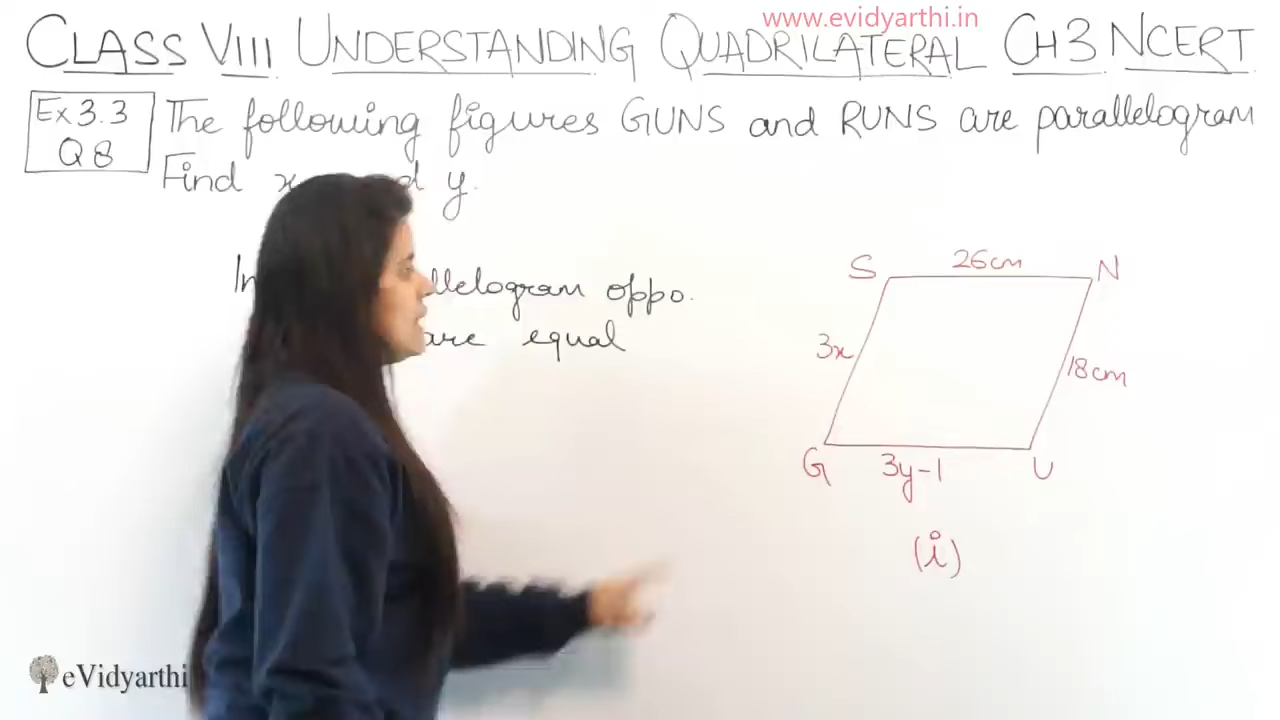 www.evidyarthi.in
CLASS VIII UNDERSTANDING QUADRILATERAL CH3 NCERT
Ex 3.3
Q 8
The following figures GUNS and RUNS are parallelogram
Find x y.
oppo.
are equal
S 26cm N
3x
18cm
G 3y-1 U
(i)
eVidyarthi